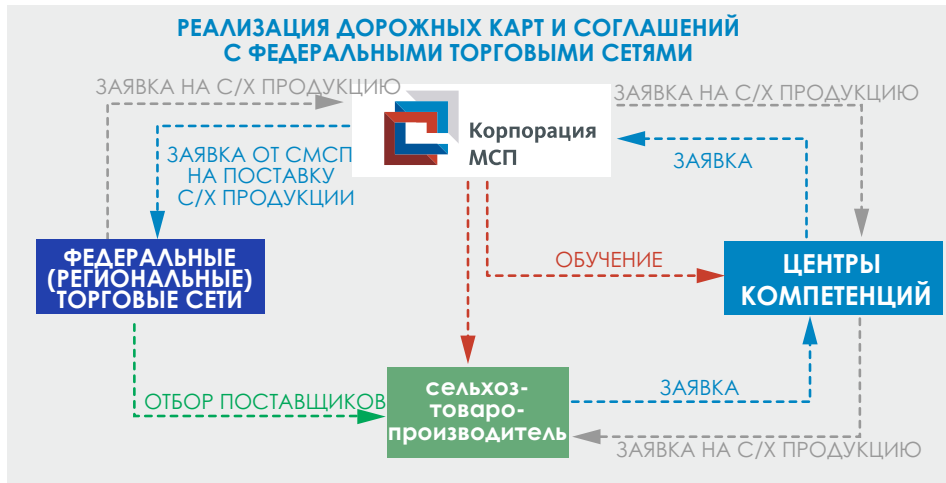 РЕАЛИЗАЦИЯ ДОРОЖНЫХ КАРТ И СОГЛАШЕНИЙ
С ФЕДЕРАЛЬНЫМИ ТОРГОВЫМИ СЕТЯМИ
ЗАЯВКА НА С/Х ПРОДУКЦИЮ
ЗАЯВКА НА С/Х ПРОДУКЦИЮ
Корпорация
МСП
ЗАЯВКА ОТ СМСП
НА ПОСТАВКУ
С/Х ПРОДУКЦИИ
ЗАЯВКА
ФЕДЕРАЛЬНЫЕ
(РЕГИОНАЛЬНЫЕ)
ТОРГОВЫЕ СЕТИ
ОБУЧЕНИЕ
ЦЕНТРЫ
КОМПЕТЕНЦИЙ
ОТБОР ПОСТАВЩИКОВ
сельхоз-
товаро-
производитель
ЗАЯВКА
ЗАЯВКА НА С/Х ПРОДУКЦИЮ